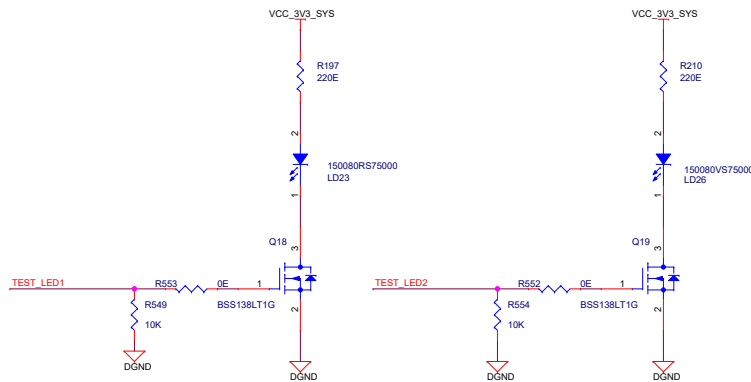 VCC_3V3_SYS
VCC_3V3_SYS
R197
220E
R210
220E
2
2
150080RS75000
LD23
150080VS75000
LD26
1
1
Q18
3
Q19
3
TEST_LED1
R553
0E
1
TEST_LED2
R552
0E
1
R549
BSS138LT1G
2
R554
BSS138LT1G
2
10K
10K
DGND
DGND
DGND
DGND